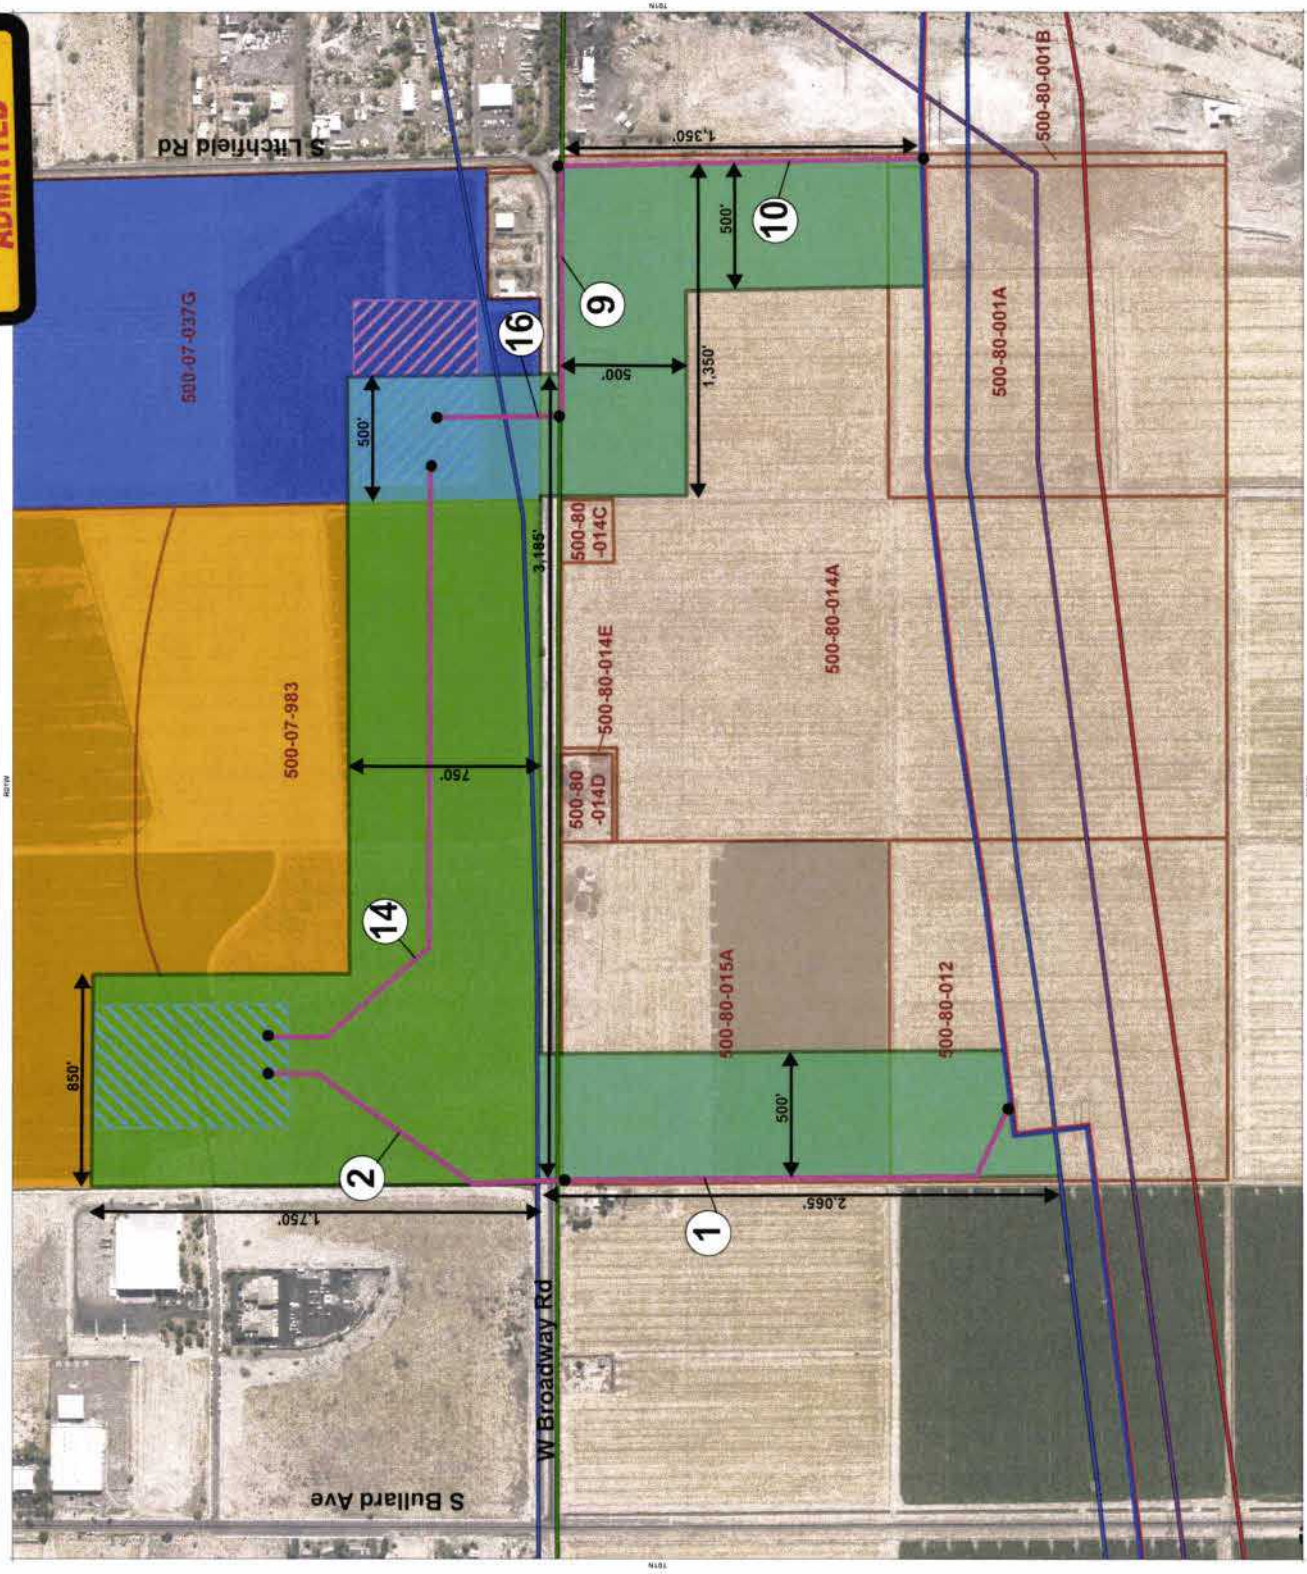 ADMITTED
S Litchfield Rd
500-07-037G
500-80-001B
1,350'
10
500'
9
16
1,350'
500'
500-80-001A
500'
3,185'
500-80
-014C
500-80-014A
500-80-014E
500-07-983
750'
500-80
-014D
14
850'
500-80-015A
500-80-012
500'
2
1
1,750'
2,065'
W Broadway Rd
S Bullard Ave
T01N
R01W
T01N